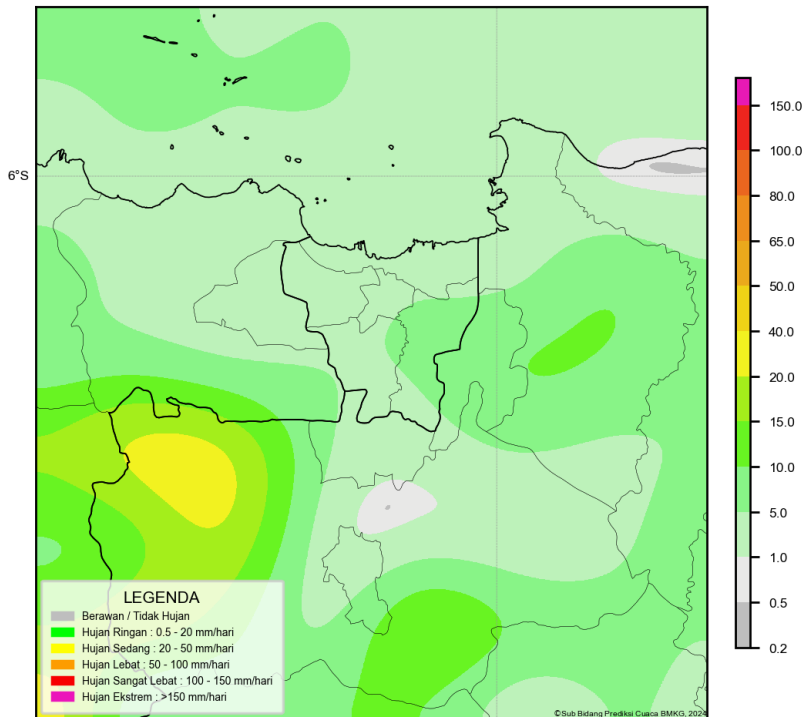 6°S
150.0
100.0
80.0
65.0
50.0
40.0
20.0
15.0
10.0
5.0
1.0
0.5
0.2
LEGENDA
Berawan / Tidak Hujan
Hujan Ringan : 0.5 - 20 mm/hari
Hujan Sedang : 20 - 50 mm/hari
Hujan Lebat : 50 - 100 mm/hari
Hujan Sangat Lebat : 100 - 150 mm/hari
Hujan Ekstrem : >150 mm/hari
©Sub Bidang Prediksi Cuaca BMKG, 2024